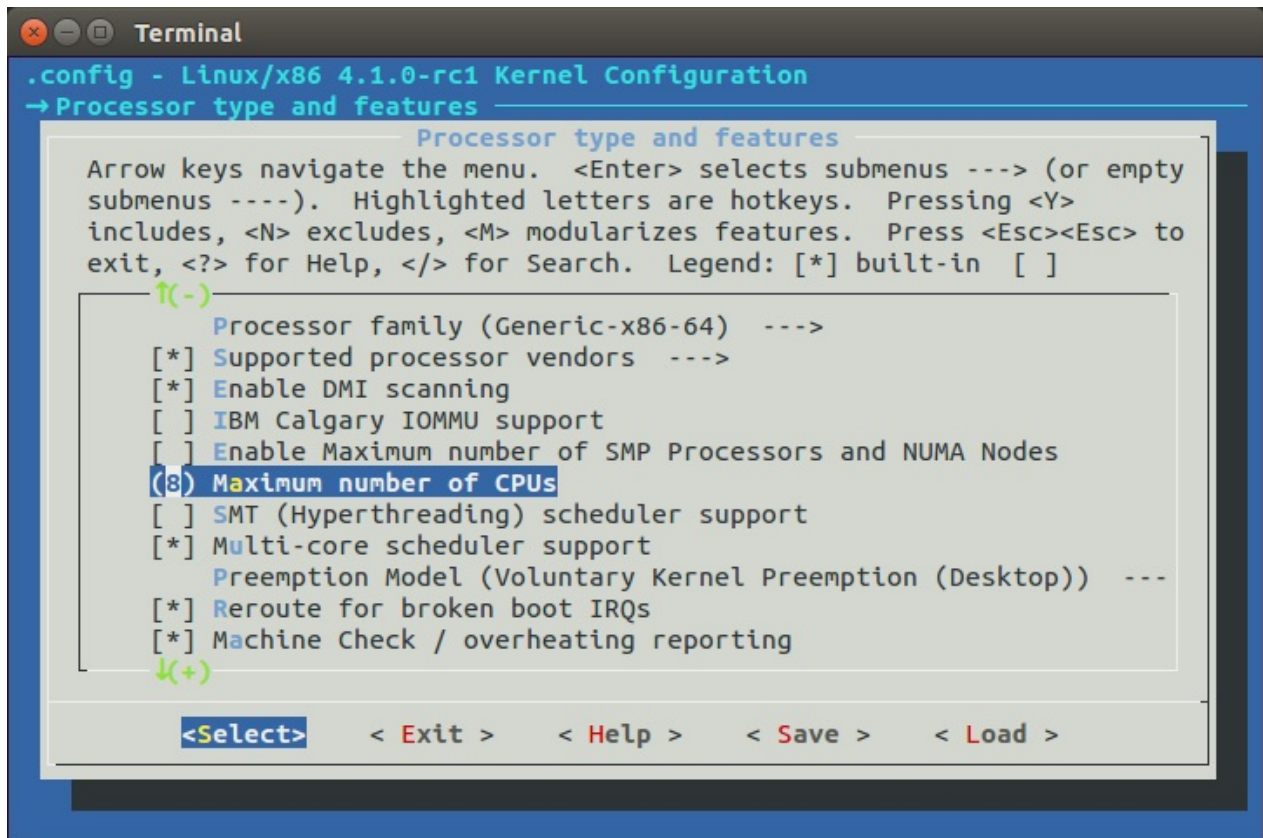 Terminal
.config - Linux/x86 4.1.0-rc1 Kernel Configuration
→ Processor type and features
Processor type and features
Arrow keys navigate the menu.  <Enter> selects submenus ---> (or empty
submenus ----).  Highlighted letters are hotkeys.  Pressing <Y>
includes, <N> excludes, <M> modularizes features.  Press <Esc><Esc> to
exit, <?> for Help, </> for Search.  Legend: [*] built-in  [ ]
↑(-)
Processor family (Generic-x86-64)  --->
[*] Supported processor vendors  --->
[*] Enable DMI scanning
[ ] IBM Calgary IOMMU support
[ ] Enable Maximum number of SMP Processors and NUMA Nodes
(8) Maximum number of CPUs
[ ] SMT (Hyperthreading) scheduler support
[*] Multi-core scheduler support
Preemption Model (Voluntary Kernel Preemption (Desktop))  ---
[*] Reroute for broken boot IRQs
[*] Machine Check / overheating reporting
↓(+)
<Select>    < Exit >    < Help >    < Save >    < Load >